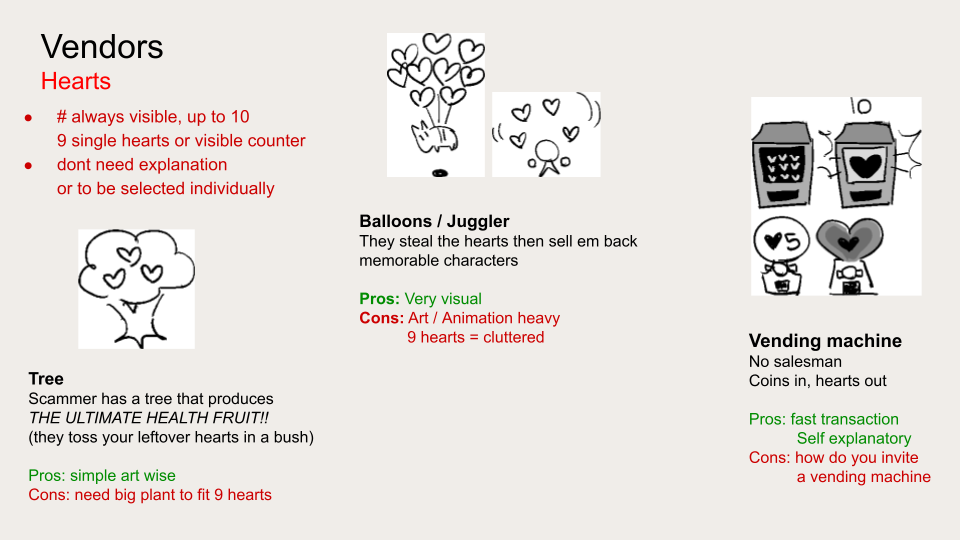 Vendors
Hearts
● # always visible, up to 10
9 single hearts or visible counter
● dont need explanation
or to be selected individually
Tree
Scammer has a tree that produces
THE ULTIMATE HEALTH FRUIT!!
(they toss your leftover hearts in a bush)
Pros: simple art wise
Cons: need big plant to fit 9 hearts
Balloons / Juggler
They steal the hearts then sell em back
memorable characters
Pros: Very visual
Cons: Art / Animation heavy
9 hearts = cluttered
10
5
Vending machine
No salesman
Coins in, hearts out
Pros: fast transaction
Self explanatory
Cons: how do you invite
a vending machine